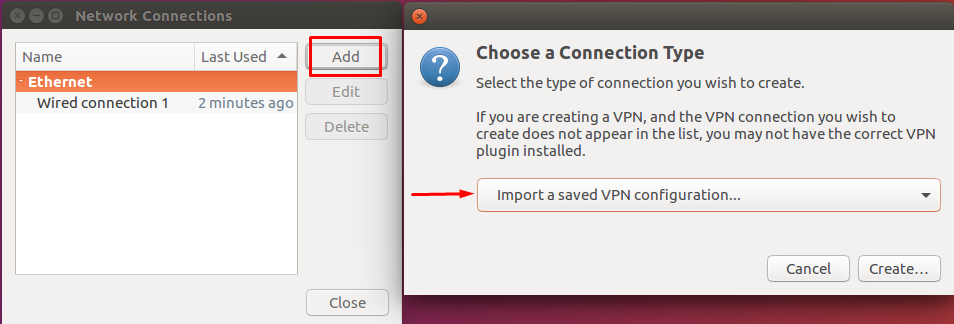 Network Connections
Name
Last Used
Add
Ethernet
Wired connection 1
2 minutes ago
Edit
Delete
Close
?
Choose a Connection Type
Select the type of connection you wish to create.
If you are creating a VPN, and the VPN connection you wish to
create does not appear in the list, you may not have the correct VPN
plugin installed.
Import a saved VPN configuration...
Cancel
Create...